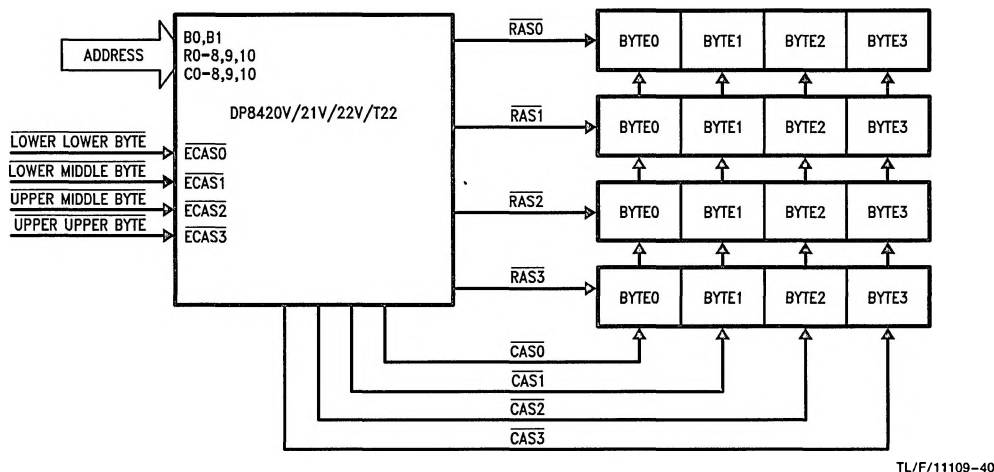 ADDRESS
B0,B1
R0-8,9,10
C0-8,9,10
DP8420V/21V/22V/T22
LOWER LOWER BYTE
LOWER MIDDLE BYTE
UPPER MIDDLE BYTE
UPPER UPPER BYTE
ECAS0
ECAS1
ECAS2
ECAS3
RAS0
BYTE0 BYTE1 BYTE2 BYTE3
RAS1
BYTE0 BYTE1 BYTE2 BYTE3
RAS2
BYTE0 BYTE1 BYTE2 BYTE3
RAS3
BYTE0 BYTE1 BYTE2 BYTE3
CAS0
CAS1
CAS2
CAS3
TL/F/11109-40